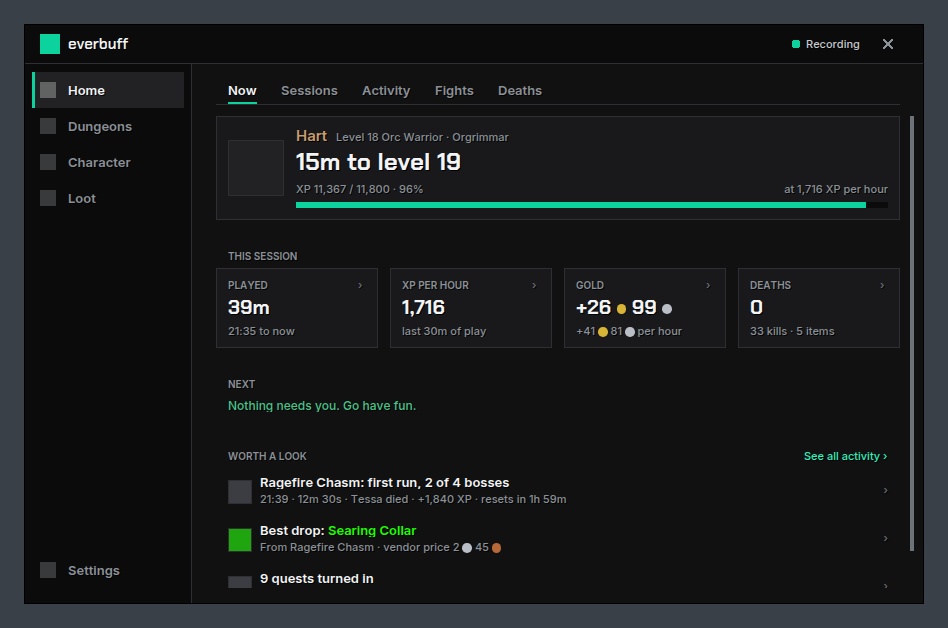 everbuff
Recording
Home
Dungeons
Character
Loot
Settings
Now Sessions Activity Fights Deaths
Hart Level 18 Orc Warrior · Orgrimmar
15m to level 19
XP 11,367 / 11,800 · 96% at 1,716 XP per hour
THIS SESSION
PLAYED ›
39m
21:35 to now
XP PER HOUR ›
1,716
last 30m of play
GOLD ›
+26 99
+41 81 per hour
DEATHS ›
0
33 kills · 5 items
NEXT
Nothing needs you. Go have fun.
WORTH A LOOK See all activity ›
Ragefire Chasm: first run, 2 of 4 bosses
21:39 · 12m 30s · Tessa died · +1,840 XP · resets in 1h 59m ›
Best drop: Searing Collar
From Ragefire Chasm · vendor price 2 45 ›
9 quests turned in ›